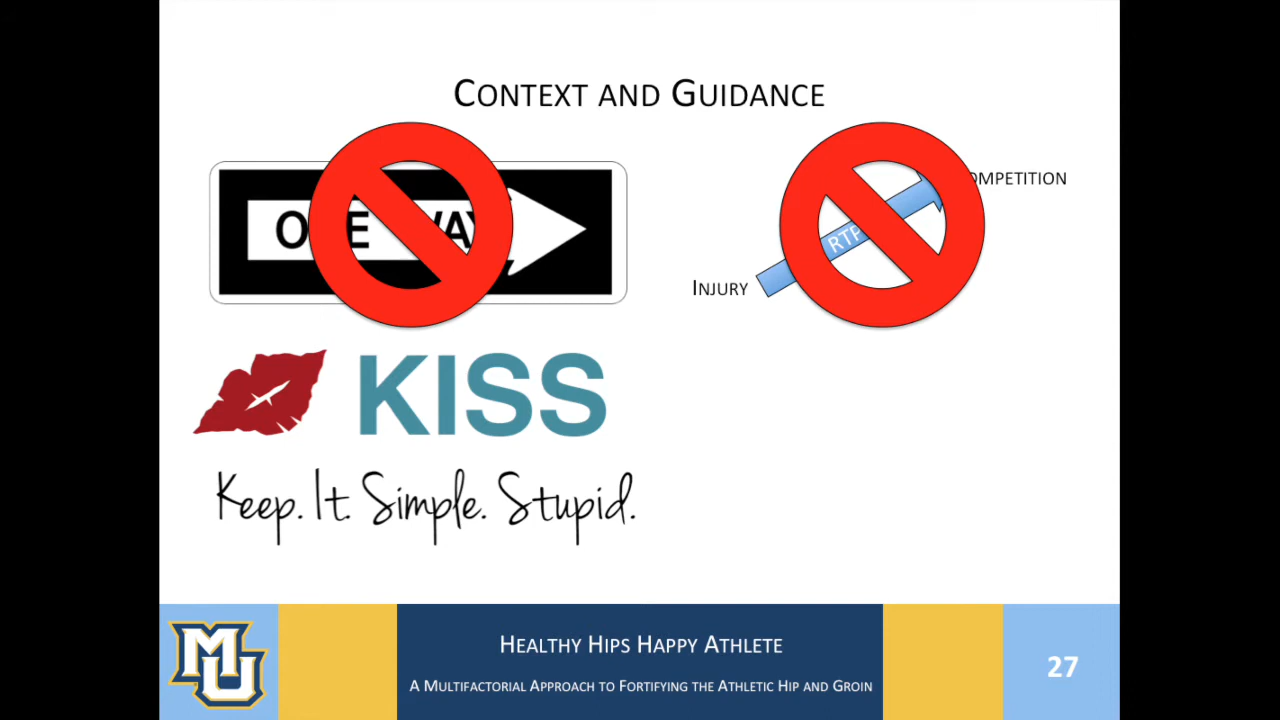 CONTEXT AND GUIDANCE
RTP
INJURY
KISS
Keep. It. Simple. Stupid.
MU
HEALTHY HIPS HAPPY ATHLETE
A MULTIFACTORIAL APPROACH TO FORTIFYING THE ATHLETIC HIP AND GROIN
27